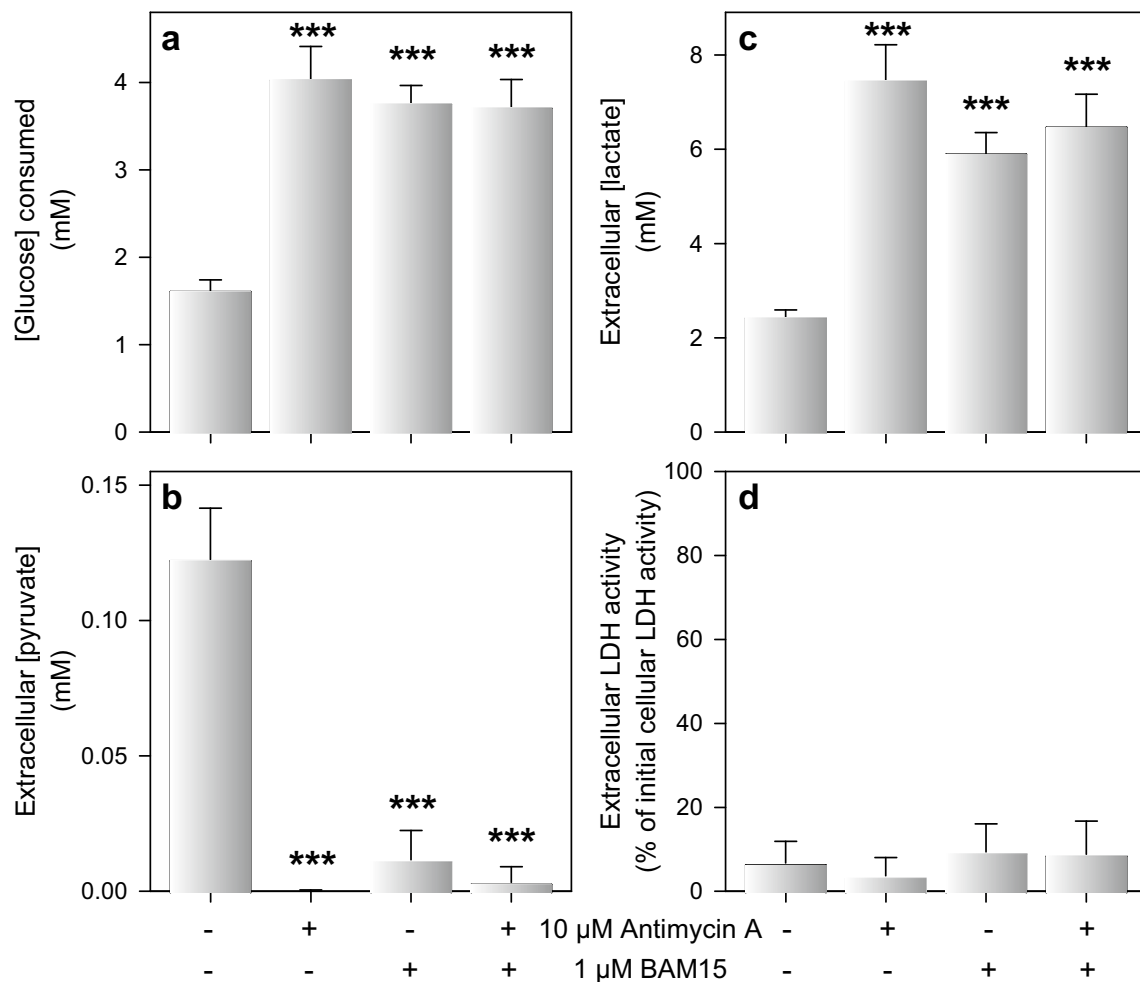 a
[Glucose] consumed
(mM)
4
3
2
1
0
***
***
***
c
Extracellular [lactate]
(mM)
8
6
4
2
0
***
***
***
b
Extracellular [pyruvate]
(mM)
0.15
0.10
0.05
0.00
***
***
***
d
Extracellular LDH activity
(% of initial cellular LDH activity)
100
80
60
40
20
0
- + - + 10 µM Antimycin A - + - +
- - + + 1 µM BAM15 - - + +